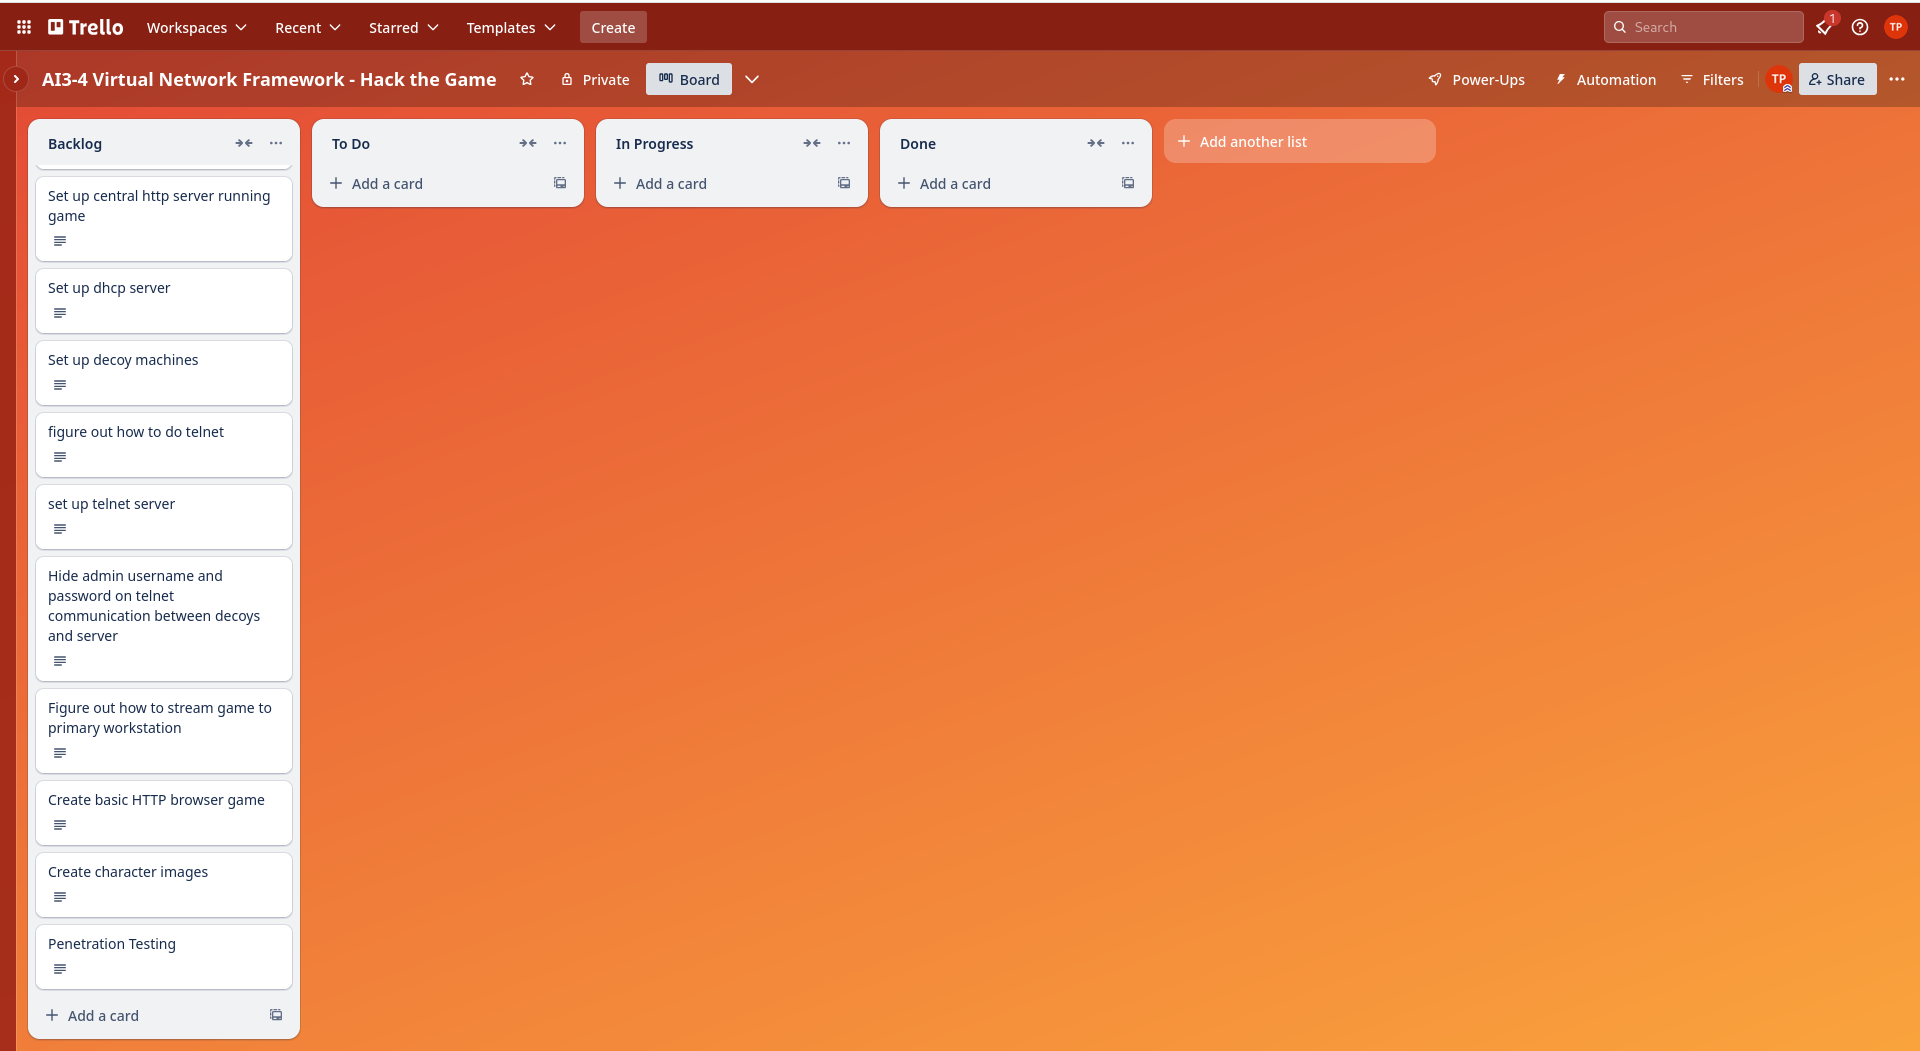 Trello
Workspaces
Recent
Starred
Templates
Create
Search
1
TP
AI3-4 Virtual Network Framework - Hack the Game
Private
Board
Power-Ups
Automation
Filters
TP
Share
Backlog
Set up central http server running
game
Set up dhcp server
Set up decoy machines
figure out how to do telnet
set up telnet server
Hide admin username and
password on telnet
communication between decoys
and server
Figure out how to stream game to
primary workstation
Create basic HTTP browser game
Create character images
Penetration Testing
Add a card
To Do
Add a card
In Progress
Add a card
Done
Add a card
Add another list